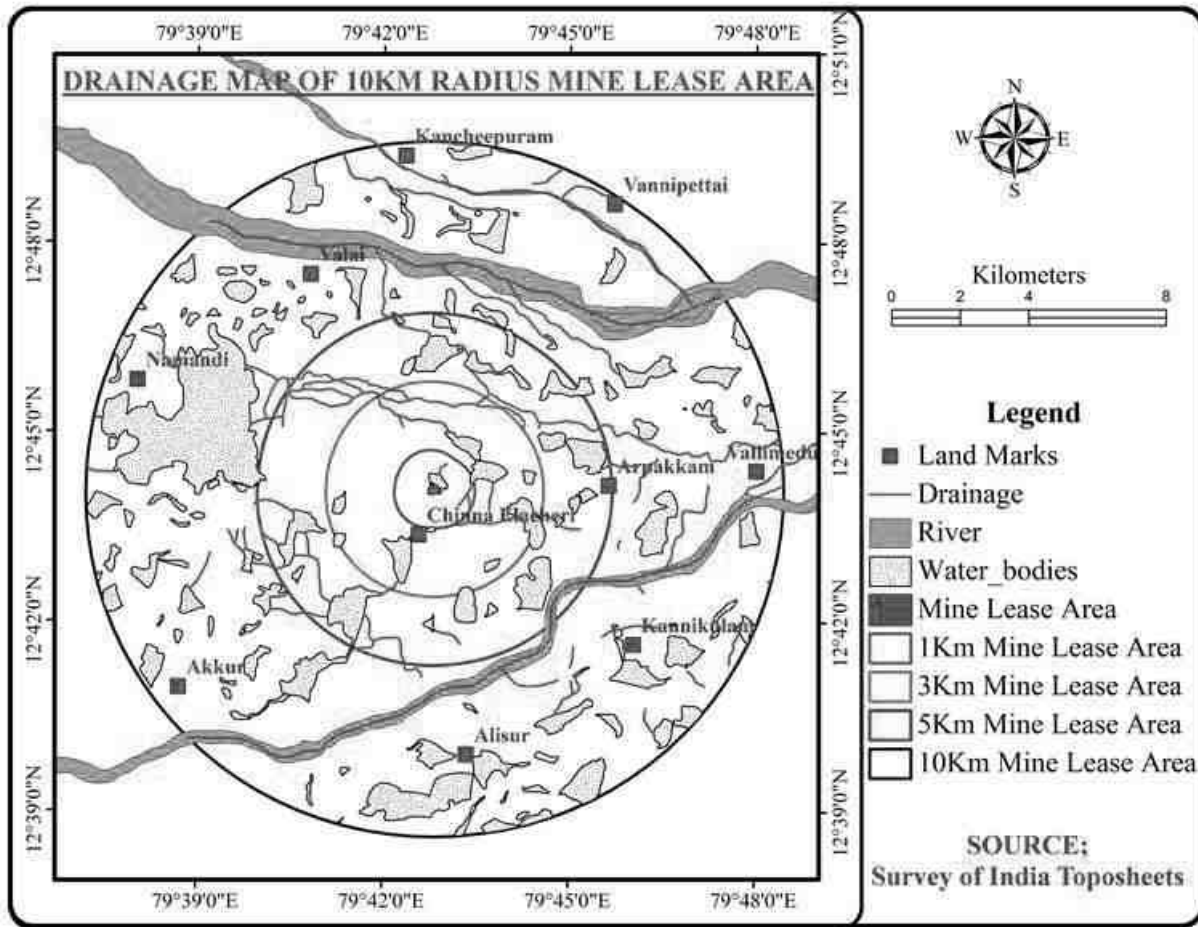 79°39'0"E 79°42'0"E 79°45'0"E 79°48'0"E
12°51'0"N
DRAINAGE MAP OF 10KM RADIUS MINE LEASE AREA
Kancheepuram
Vannipettai
12°48'0"N 12°48'0"N
Valai
Namandi
12°45'0"N 12°45'0"N
Arpakkam
Vallimedu
Chinna
12°42'0"N 12°42'0"N
Akkur
Alisur
12°39'0"N 12°39'0"N
79°39'0"E 79°42'0"E 79°45'0"E 79°48'0"E
N
W E
S
Kilometers
0 2 4 8
Legend
Land Marks
Drainage
River
Water_bodies
Mine Lease Area
1Km Mine Lease Area
3Km Mine Lease Area
5Km Mine Lease Area
10Km Mine Lease Area
SOURCE;
Survey of India Toposheets